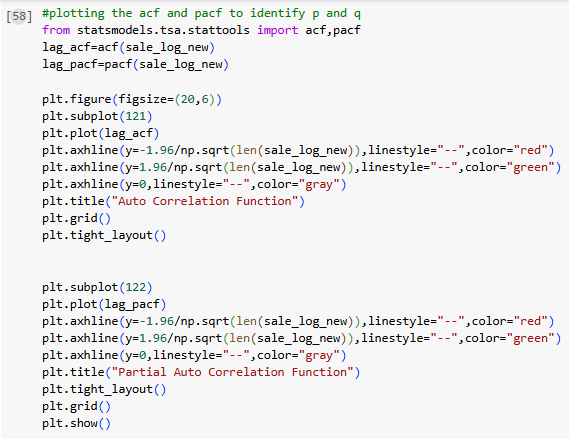 [58] #plotting the acf and pacf to identify p and q
from statsmodels.tsa.stattools import acf,pacf
lag_acf=acf(sale_log_new)
lag_pacf=pacf(sale_log_new)
plt.figure(figsize=(20,6))
plt.subplot(121)
plt.plot(lag_acf)
plt.axhline(y=-1.96/np.sqrt(len(sale_log_new)),linestyle="--",color="red")
plt.axhline(y=1.96/np.sqrt(len(sale_log_new)),linestyle="--",color="green")
plt.axhline(y=0,linestyle="--",color="gray")
plt.title("Auto Correlation Function")
plt.grid()
plt.tight_layout()
plt.subplot(122)
plt.plot(lag_pacf)
plt.axhline(y=-1.96/np.sqrt(len(sale_log_new)),linestyle="--",color="red")
plt.axhline(y=1.96/np.sqrt(len(sale_log_new)),linestyle="--",color="green")
plt.axhline(y=0,linestyle="--",color="gray")
plt.title("Partial Auto Correlation Function")
plt.tight_layout()
plt.grid()
plt.show()